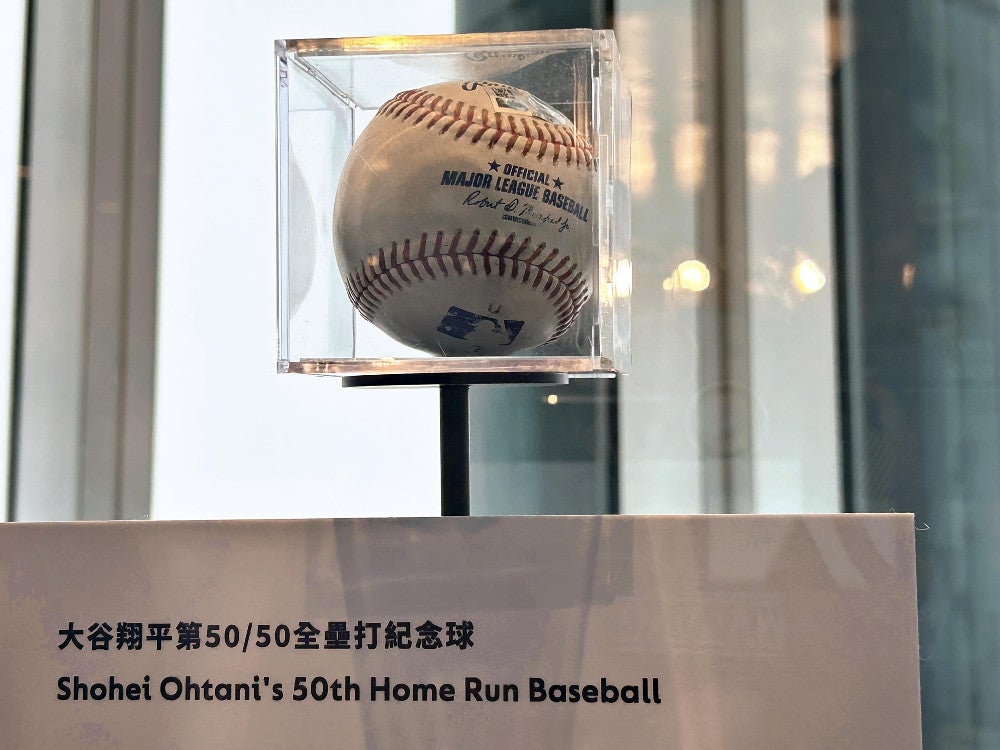 OFFICIAL
MAJOR LEAGUE BASEBALL
大谷翔平第50/50全壘打紀念球
Shohei Ohtani's 50th Home Run Baseball